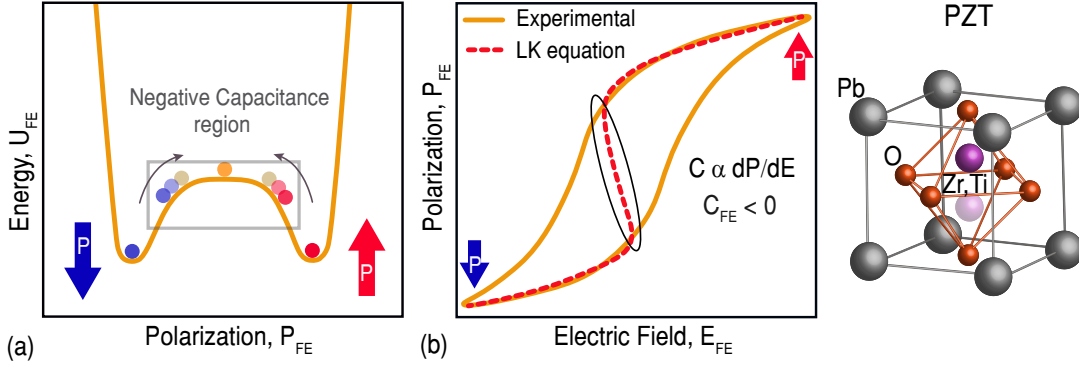 Energy, U_FE
Negative Capacitance
region
P
P
Polarization, P_FE
(a)
Polarization, P_FE
Experimental
LK equation
P
C α dP/dE
C_FE < 0
P
Electric Field, E_FE
(b)
PZT
Pb
O
Zr,Ti